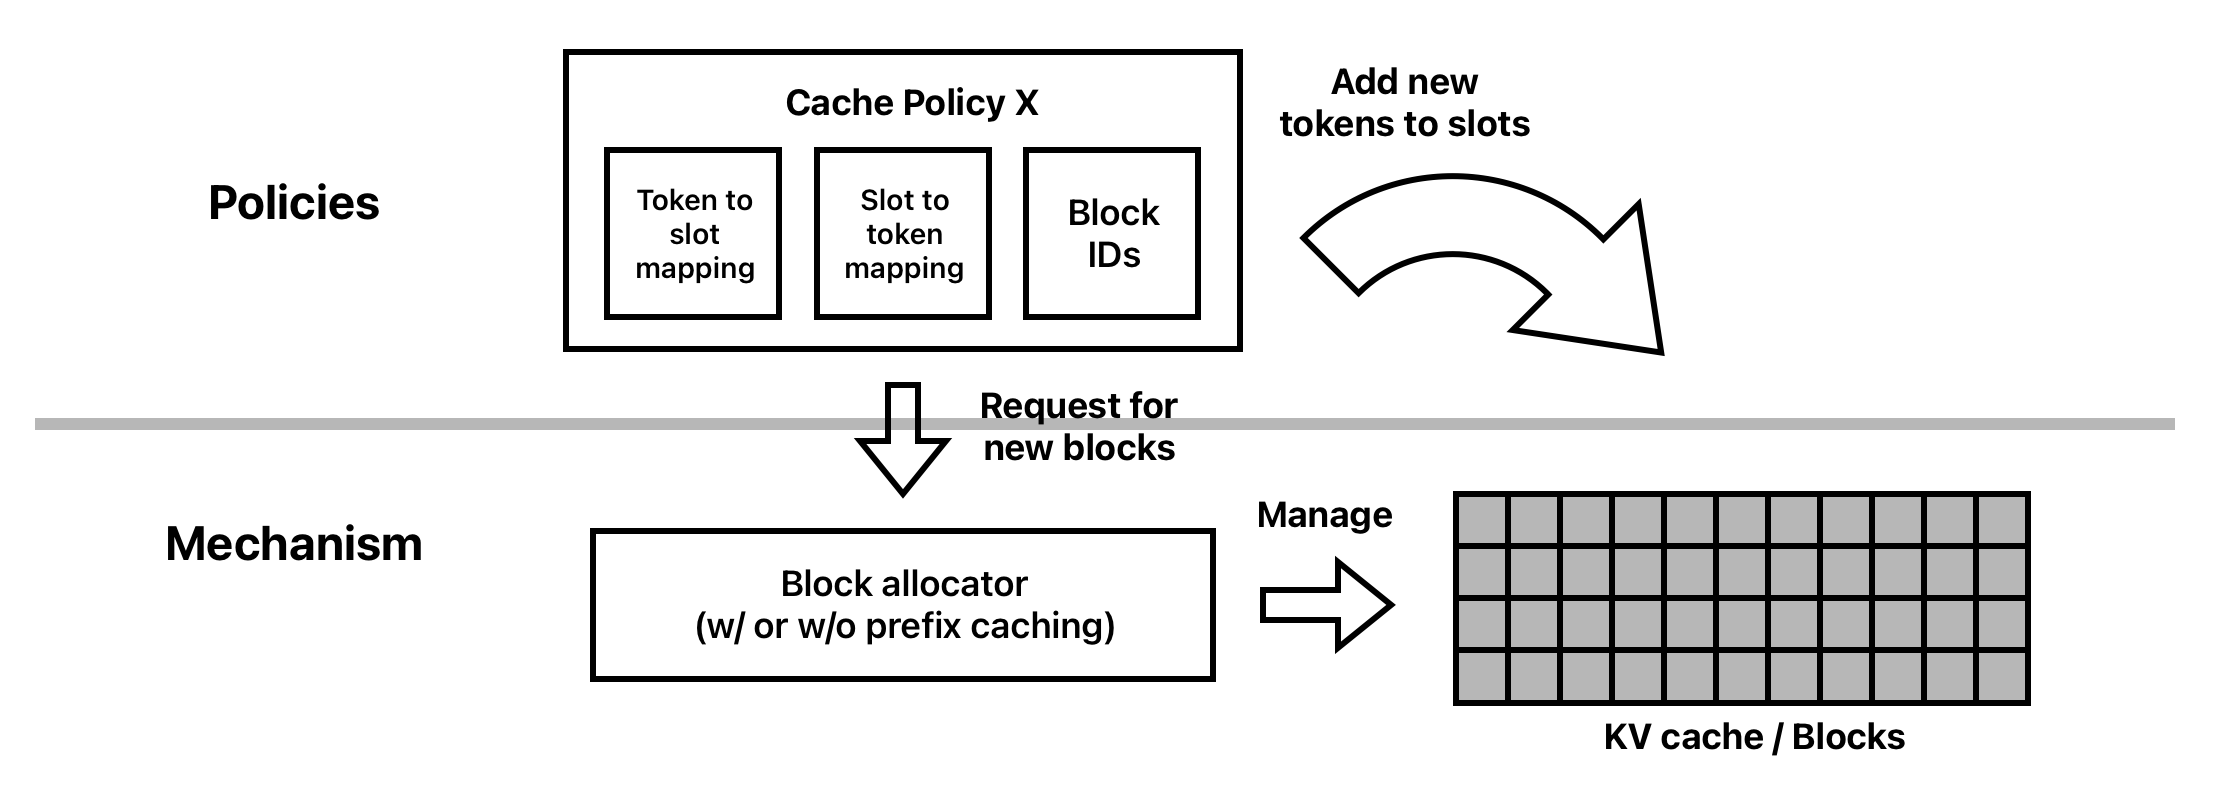 Policies
Cache Policy X
Token to
slot
mapping
Slot to
token
mapping
Block
IDs
Add new
tokens to slots
Request for
new blocks
Mechanism
Block allocator
(w/ or w/o prefix caching)
Manage
KV cache / Blocks